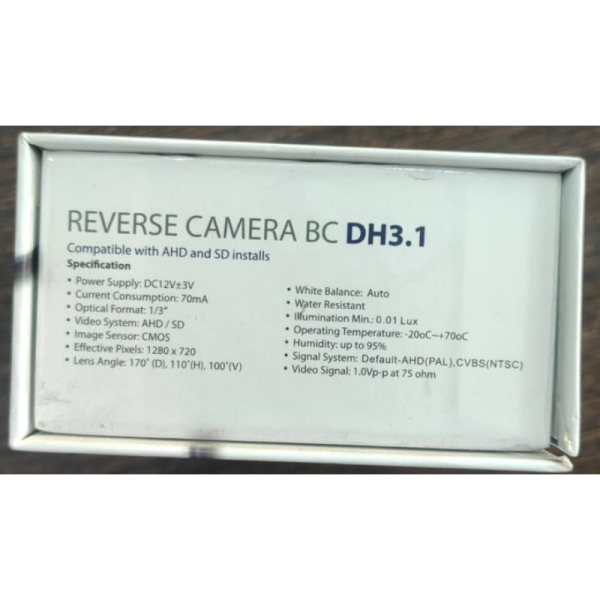 REVERSE CAMERA BC DH3.1
Compatible with AHD and SD installs
Specification
• Power Supply: DC12V±3V
• Current Consumption: 70mA
• Optical Format: 1/3"
• Video System: AHD / SD
• Image Sensor: CMOS
• Effective Pixels: 1280 x 720
• Lens Angle: 170° (D), 110°(H), 100°(V)
• White Balance: Auto
• Water Resistant
• Illumination Min.: 0.01 Lux
• Operating Temperature: -20oC~+70oC
• Humidity: up to 95%
• Signal System: Default-AHD(PAL),CVBS(NTSC)
• Video Signal: 1.0Vp-p at 75 ohm